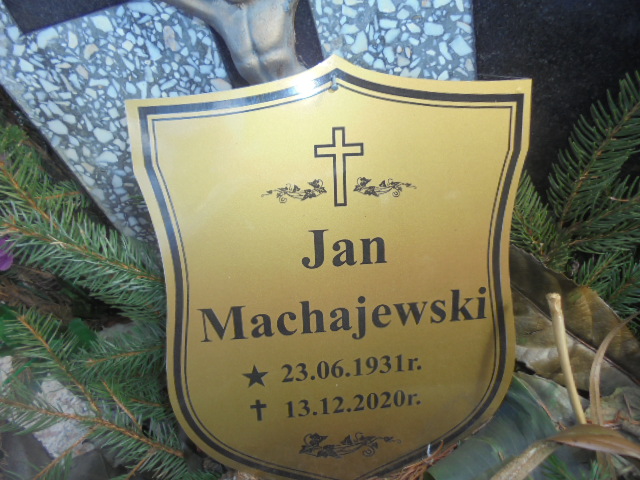 Jan
Machajewski
★ 23.06.1931r.
✝ 13.12.2020r.